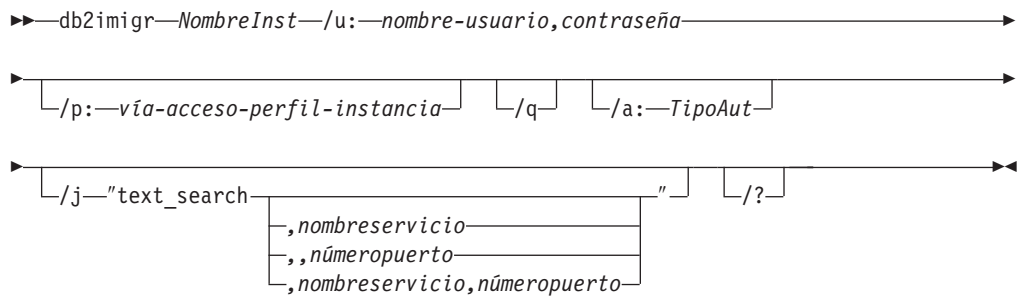 db2imigr NombreInst /u: nombre-usuario,contraseña
/p: vía-acceso-perfil-instancia /q /a: TipoAut
/j "text_search " /?
,nombreservicio
,,númeropuerto
,nombreservicio,númeropuerto